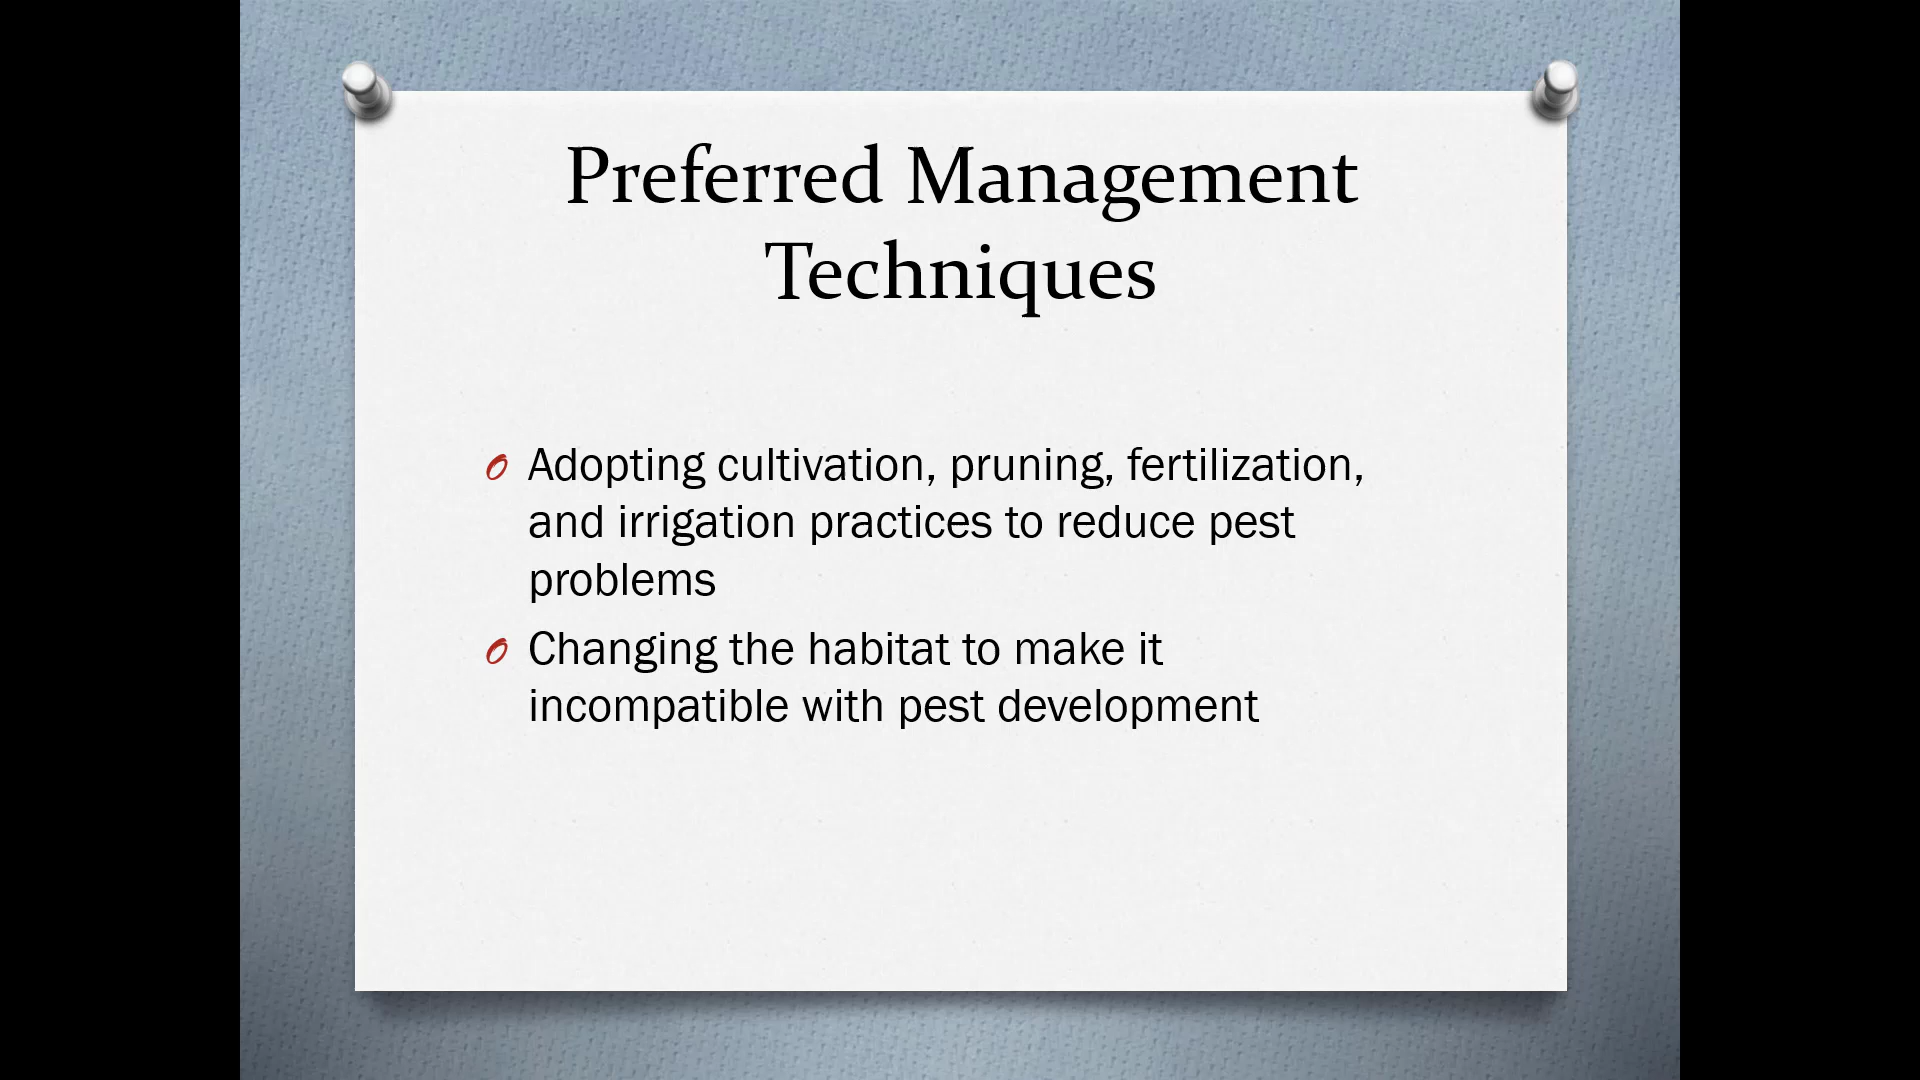 Preferred Management
Techniques
Adopting cultivation, pruning, fertilization,
and irrigation practices to reduce pest
problems
Changing the habitat to make it
incompatible with pest development